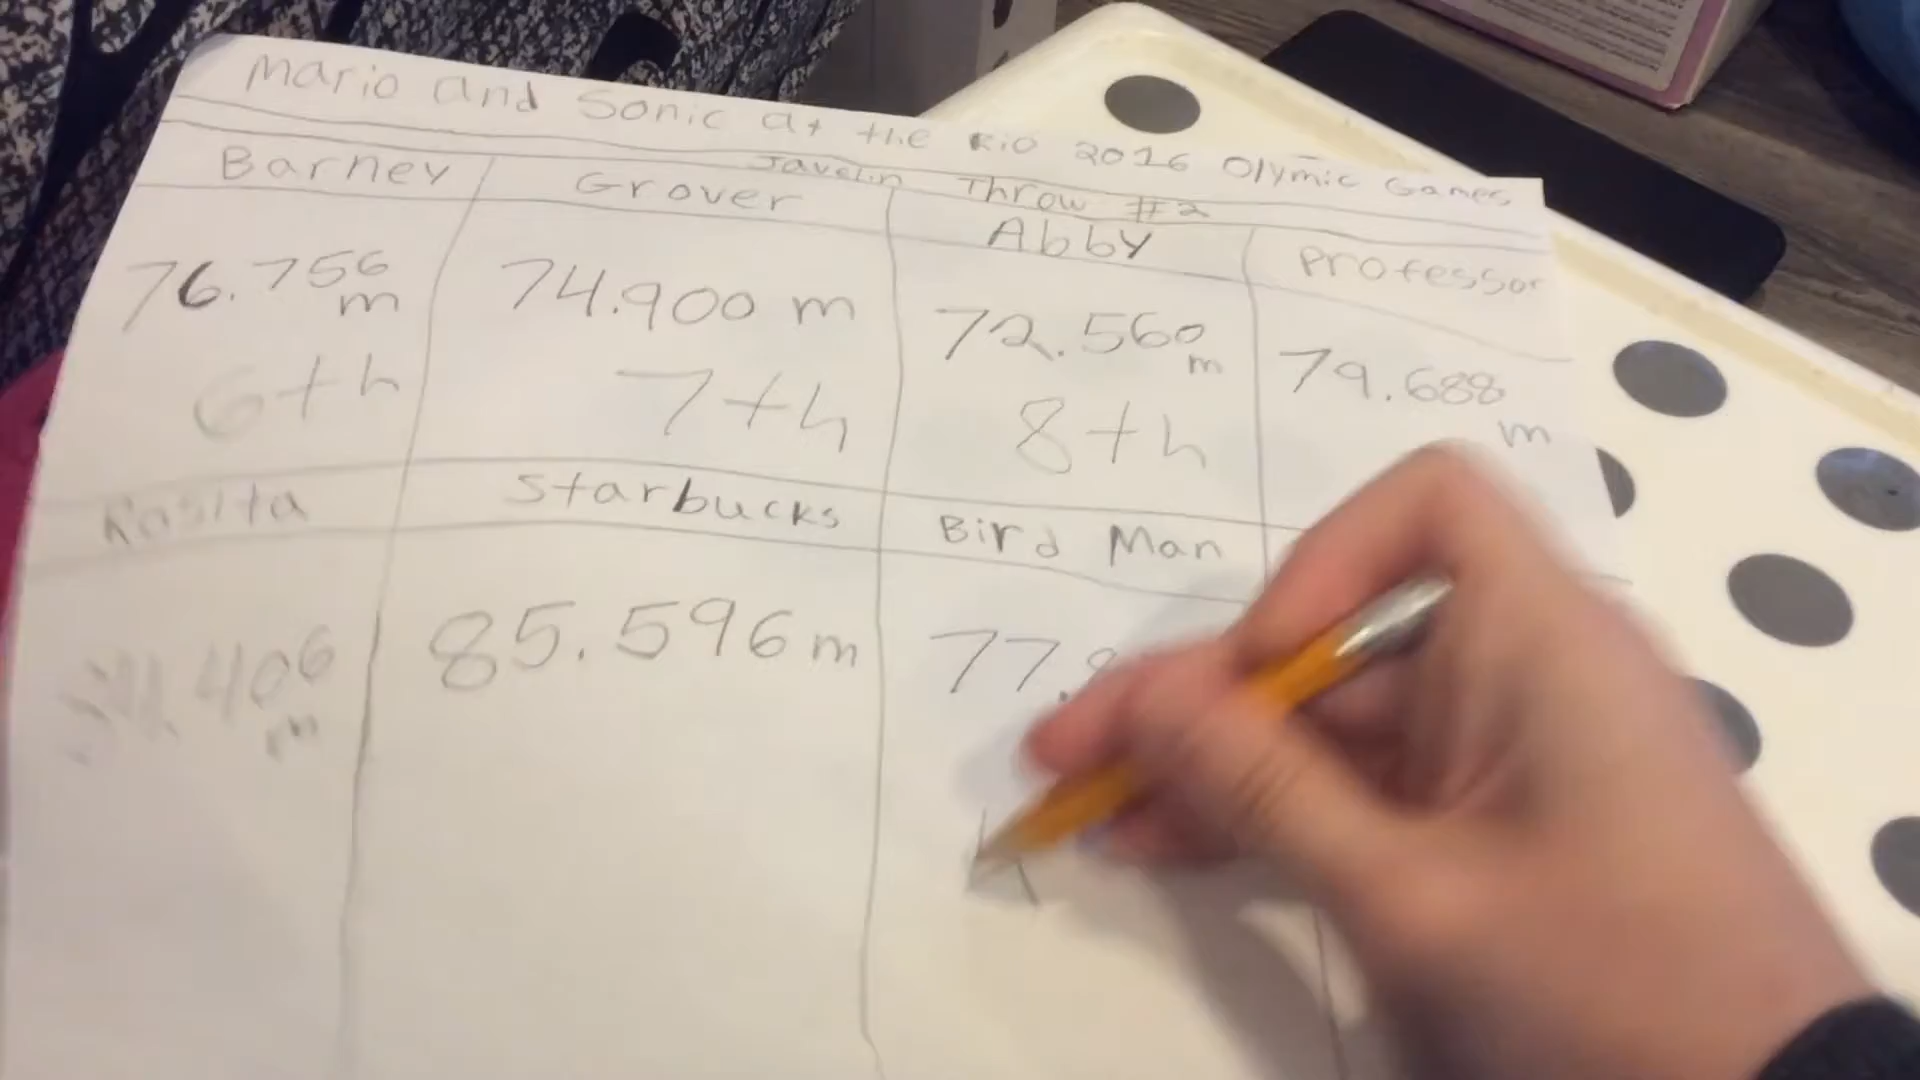 Mario and Sonic at the Rio 2016 Olymic Games
Javelin Throw #2
Barney Grover Abby Professor
76.756 m 74.900 m 72.560 m 79.688 m
6th 7th 8th
Rosita Starbucks Bird Man
.406 m 85.596 m 77.